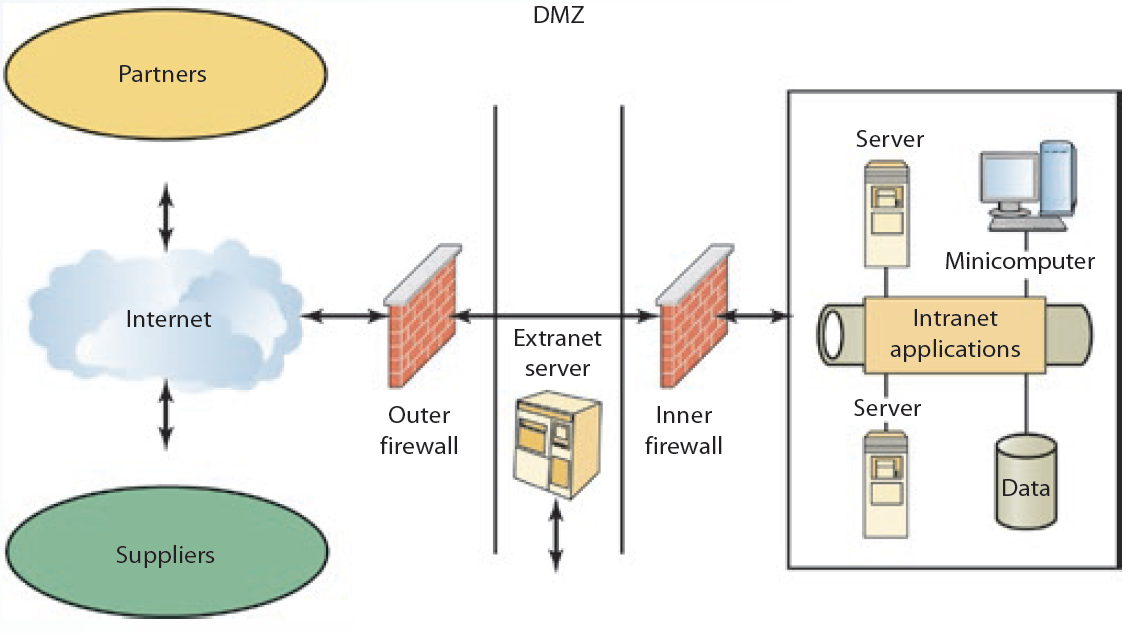 DMZ
Partners
Internet
Suppliers
Outer
firewall
Extranet
server
Inner
firewall
Server
Minicomputer
Intranet
applications
Server
Data